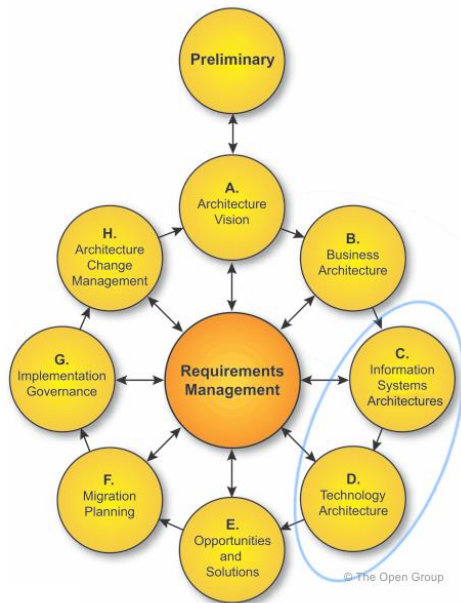 Preliminary
A.
Architecture
Vision
B.
Business
Architecture
C.
Information
Systems
Architectures
D.
Technology
Architecture
E.
Opportunities
and
Solutions
F.
Migration
Planning
G.
Implementation
Governance
H.
Architecture
Change
Management
Requirements
Management
© The Open Group